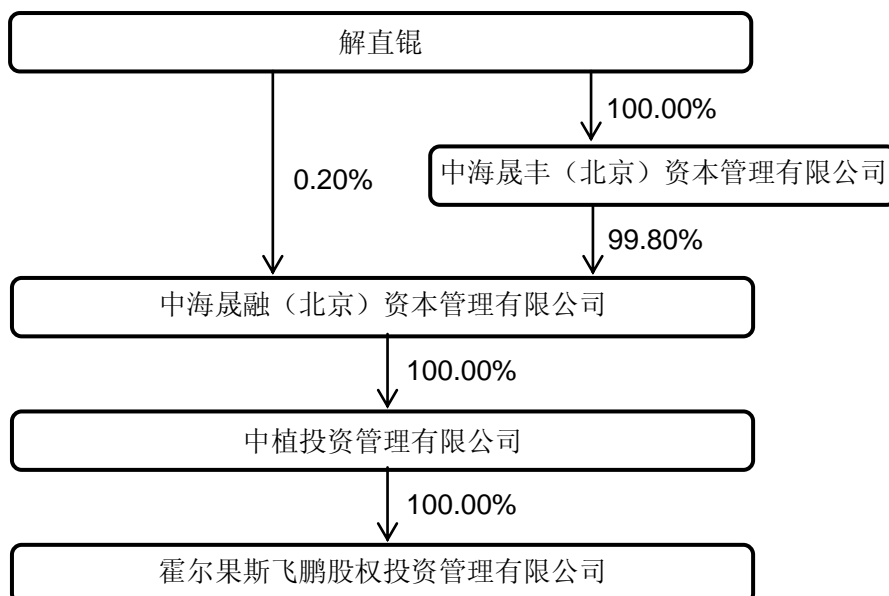 解直锟
100.00%
0.20%
中海晟丰（北京）资本管理有限公司
99.80%
中海晟融（北京）资本管理有限公司
100.00%
中植投资管理有限公司
100.00%
霍尔果斯飞鹏股权投资管理有限公司